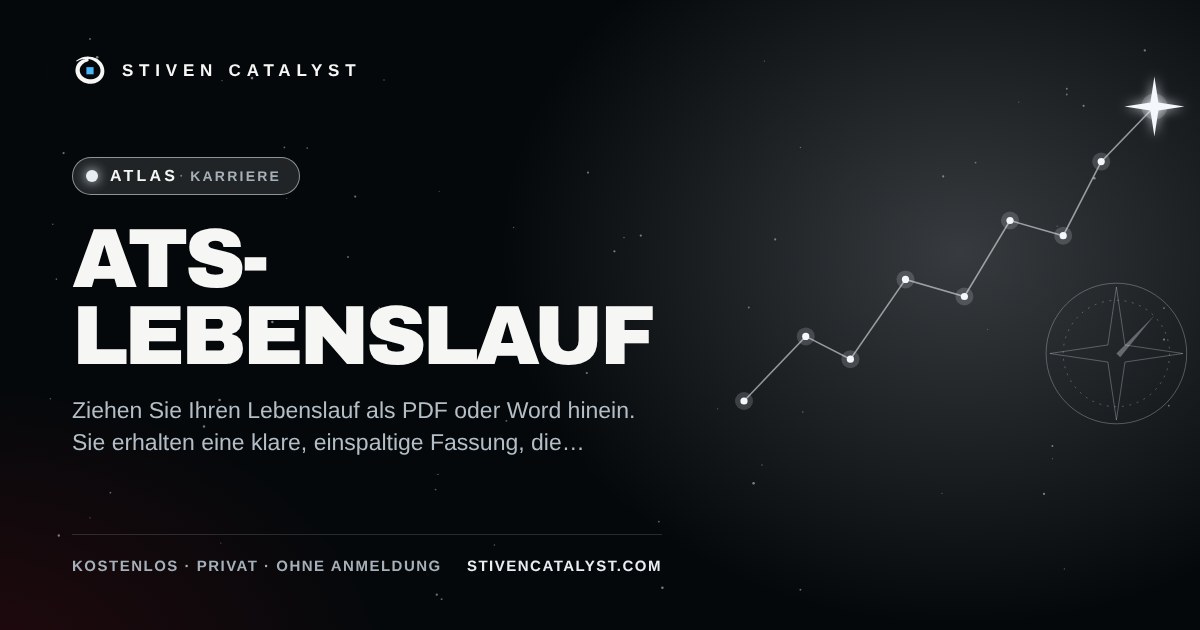 STIVEN CATALYST
ATLAS · KARRIERE
ATS-
LEBENSLAUF
Ziehen Sie Ihren Lebenslauf als PDF oder Word hinein.
Sie erhalten eine klare, einspaltige Fassung, die…
KOSTENLOS · PRIVAT · OHNE ANMELDUNG STIVENCATALYST.COM